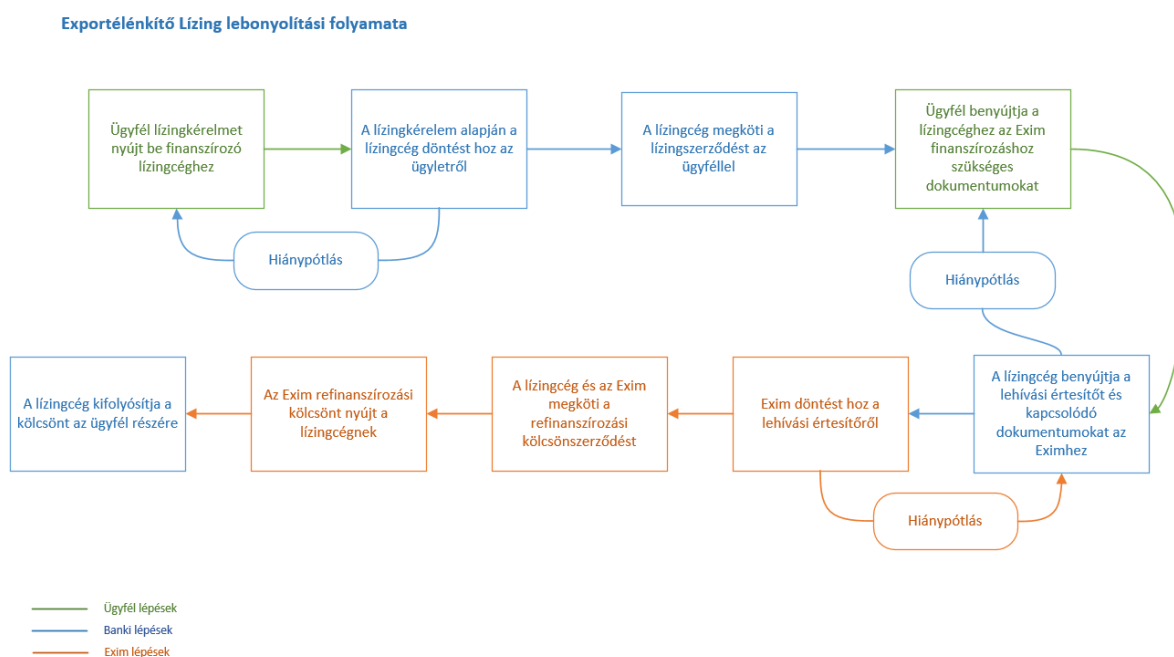 Exportélénkítő Lízing lebonyolítási folyamata
Ügyfél lízingkérelmet
nyújt be finanszírozó
lízingcéghez
A lízingkérelem alapján a
lízingcég döntést hoz az
ügyletről
A lízingcég megköti a
lízingszerződést az
ügyféllel
Ügyfél benyújtja a
lízingcéghez az Exim
finanszírozáshoz
szükséges
dokumentumokat
Hiánypótlás
Hiánypótlás
A lízingcég kifolyósítja a
kölcsönt az ügyfél részére
Az Exim refinanszírozási
kölcsönt nyújt a
lízingcégnek
A lízingcég és az Exim
megköti a
refinanszírozási
kölcsönszerződést
Exim döntést hoz a
lehívási értesítőről
A lízingcég benyújtja a
lehívási értesítőt és
kapcsolódó
dokumentumokat az
Eximhez
Hiánypótlás
Ügyfél lépések
Banki lépések
Exim lépések